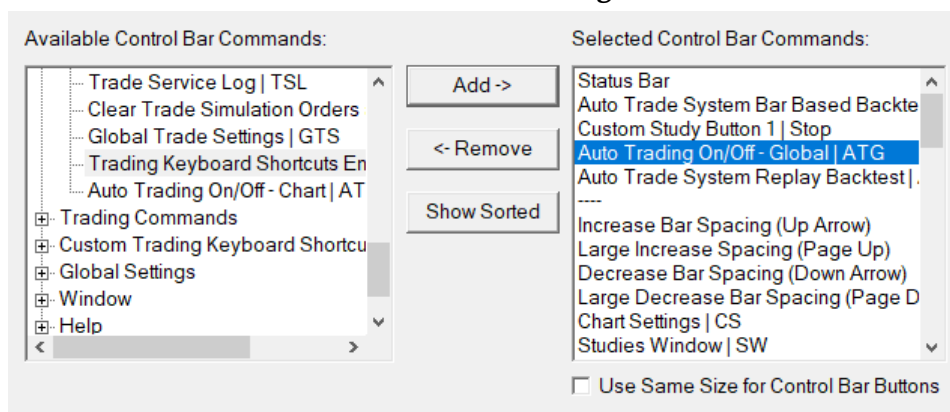 Available Control Bar Commands:
Trade Service Log | TSL
Clear Trade Simulation Orders
Global Trade Settings | GTS
Trading Keyboard Shortcuts En
Auto Trading On/Off - Chart | AT
Trading Commands
Custom Trading Keyboard Shortcu
Global Settings
Window
Help
Add ->
<- Remove
Show Sorted
Selected Control Bar Commands:
Status Bar
Auto Trade System Bar Based Backte
Custom Study Button 1 | Stop
Auto Trading On/Off - Global | ATG
Auto Trade System Replay Backtest | .
----
Increase Bar Spacing (Up Arrow)
Large Increase Spacing (Page Up)
Decrease Bar Spacing (Down Arrow)
Large Decrease Bar Spacing (Page D
Chart Settings | CS
Studies Window | SW
Use Same Size for Control Bar Buttons